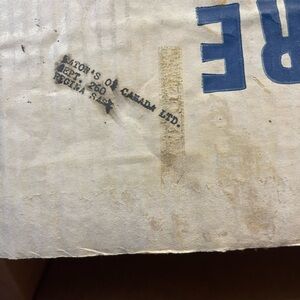 EATON'S OF CANADA LTD.
DEPT. 260
REGINA SASK
RE